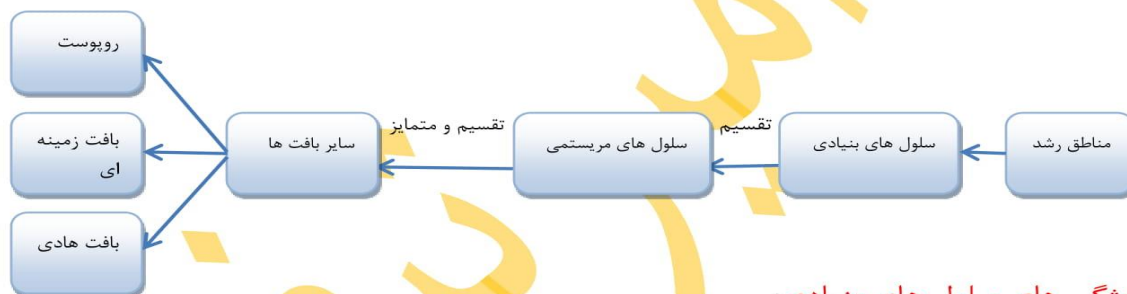 مناطق رشد
سلول های بنیادی
تقسیم
سلول های مریستمی
تقسیم و متمایز
سایر بافت ها
روپوست
بافت زمینه
ای
بافت هادی